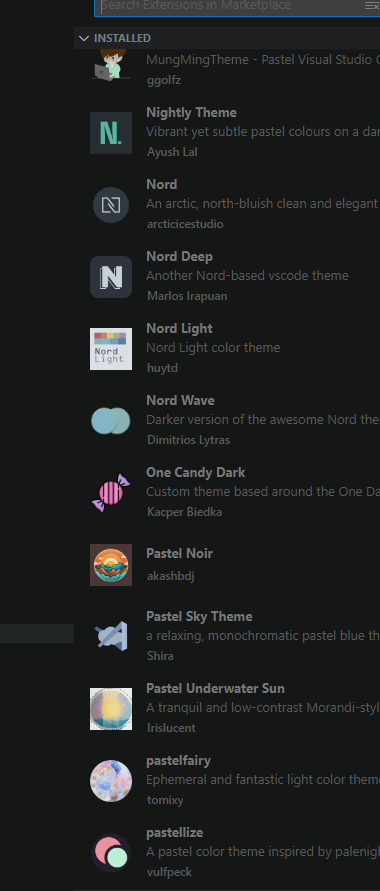 Search Extensions in Marketplace
INSTALLED
MungMingTheme - Pastel Visual Studio C
ggolfz
N.
Nightly Theme
Vibrant yet subtle pastel colours on a dar
Ayush Lal
N
Nord
An arctic, north-bluish clean and elegant
arcticicestudio
N
Nord Deep
Another Nord-based vscode theme
Marlos Irapuan
Nord
Light
Nord Light
Nord Light color theme
huytd
Nord Wave
Darker version of the awesome Nord the
Dimitrios Lytras
One Candy Dark
Custom theme based around the One Da
Kacper Biedka
Pastel Noir
akashbdj
Pastel Sky Theme
a relaxing, monochromatic pastel blue th
Shira
Pastel Underwater Sun
A tranquil and low-contrast Morandi-styl
Irislucent
pastelfairy
Ephemeral and fantastic light color theme
tomixy
pastellize
A pastel color theme inspired by palenigh
vulfpeck